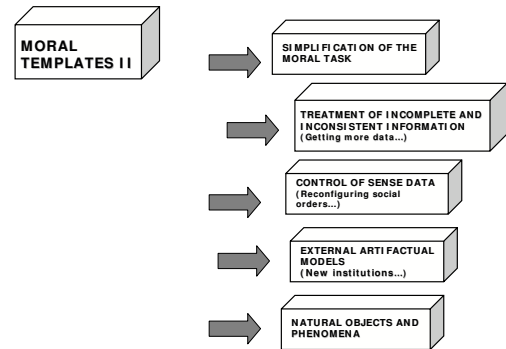 MORAL
TEMPLATES II
SIMPLIFICATION OF THE
MORAL TASK
TREATMENT OF INCOMPLETE AND
INCONSISTENT INFORMATION
(Getting more data...)
CONTROL OF SENSE DATA
(Reconfiguring social
orders...)
EXTERNAL ARTIFACTUAL
MODELS
(New institutions...)
NATURAL OBJECTS AND
PHENOMENA